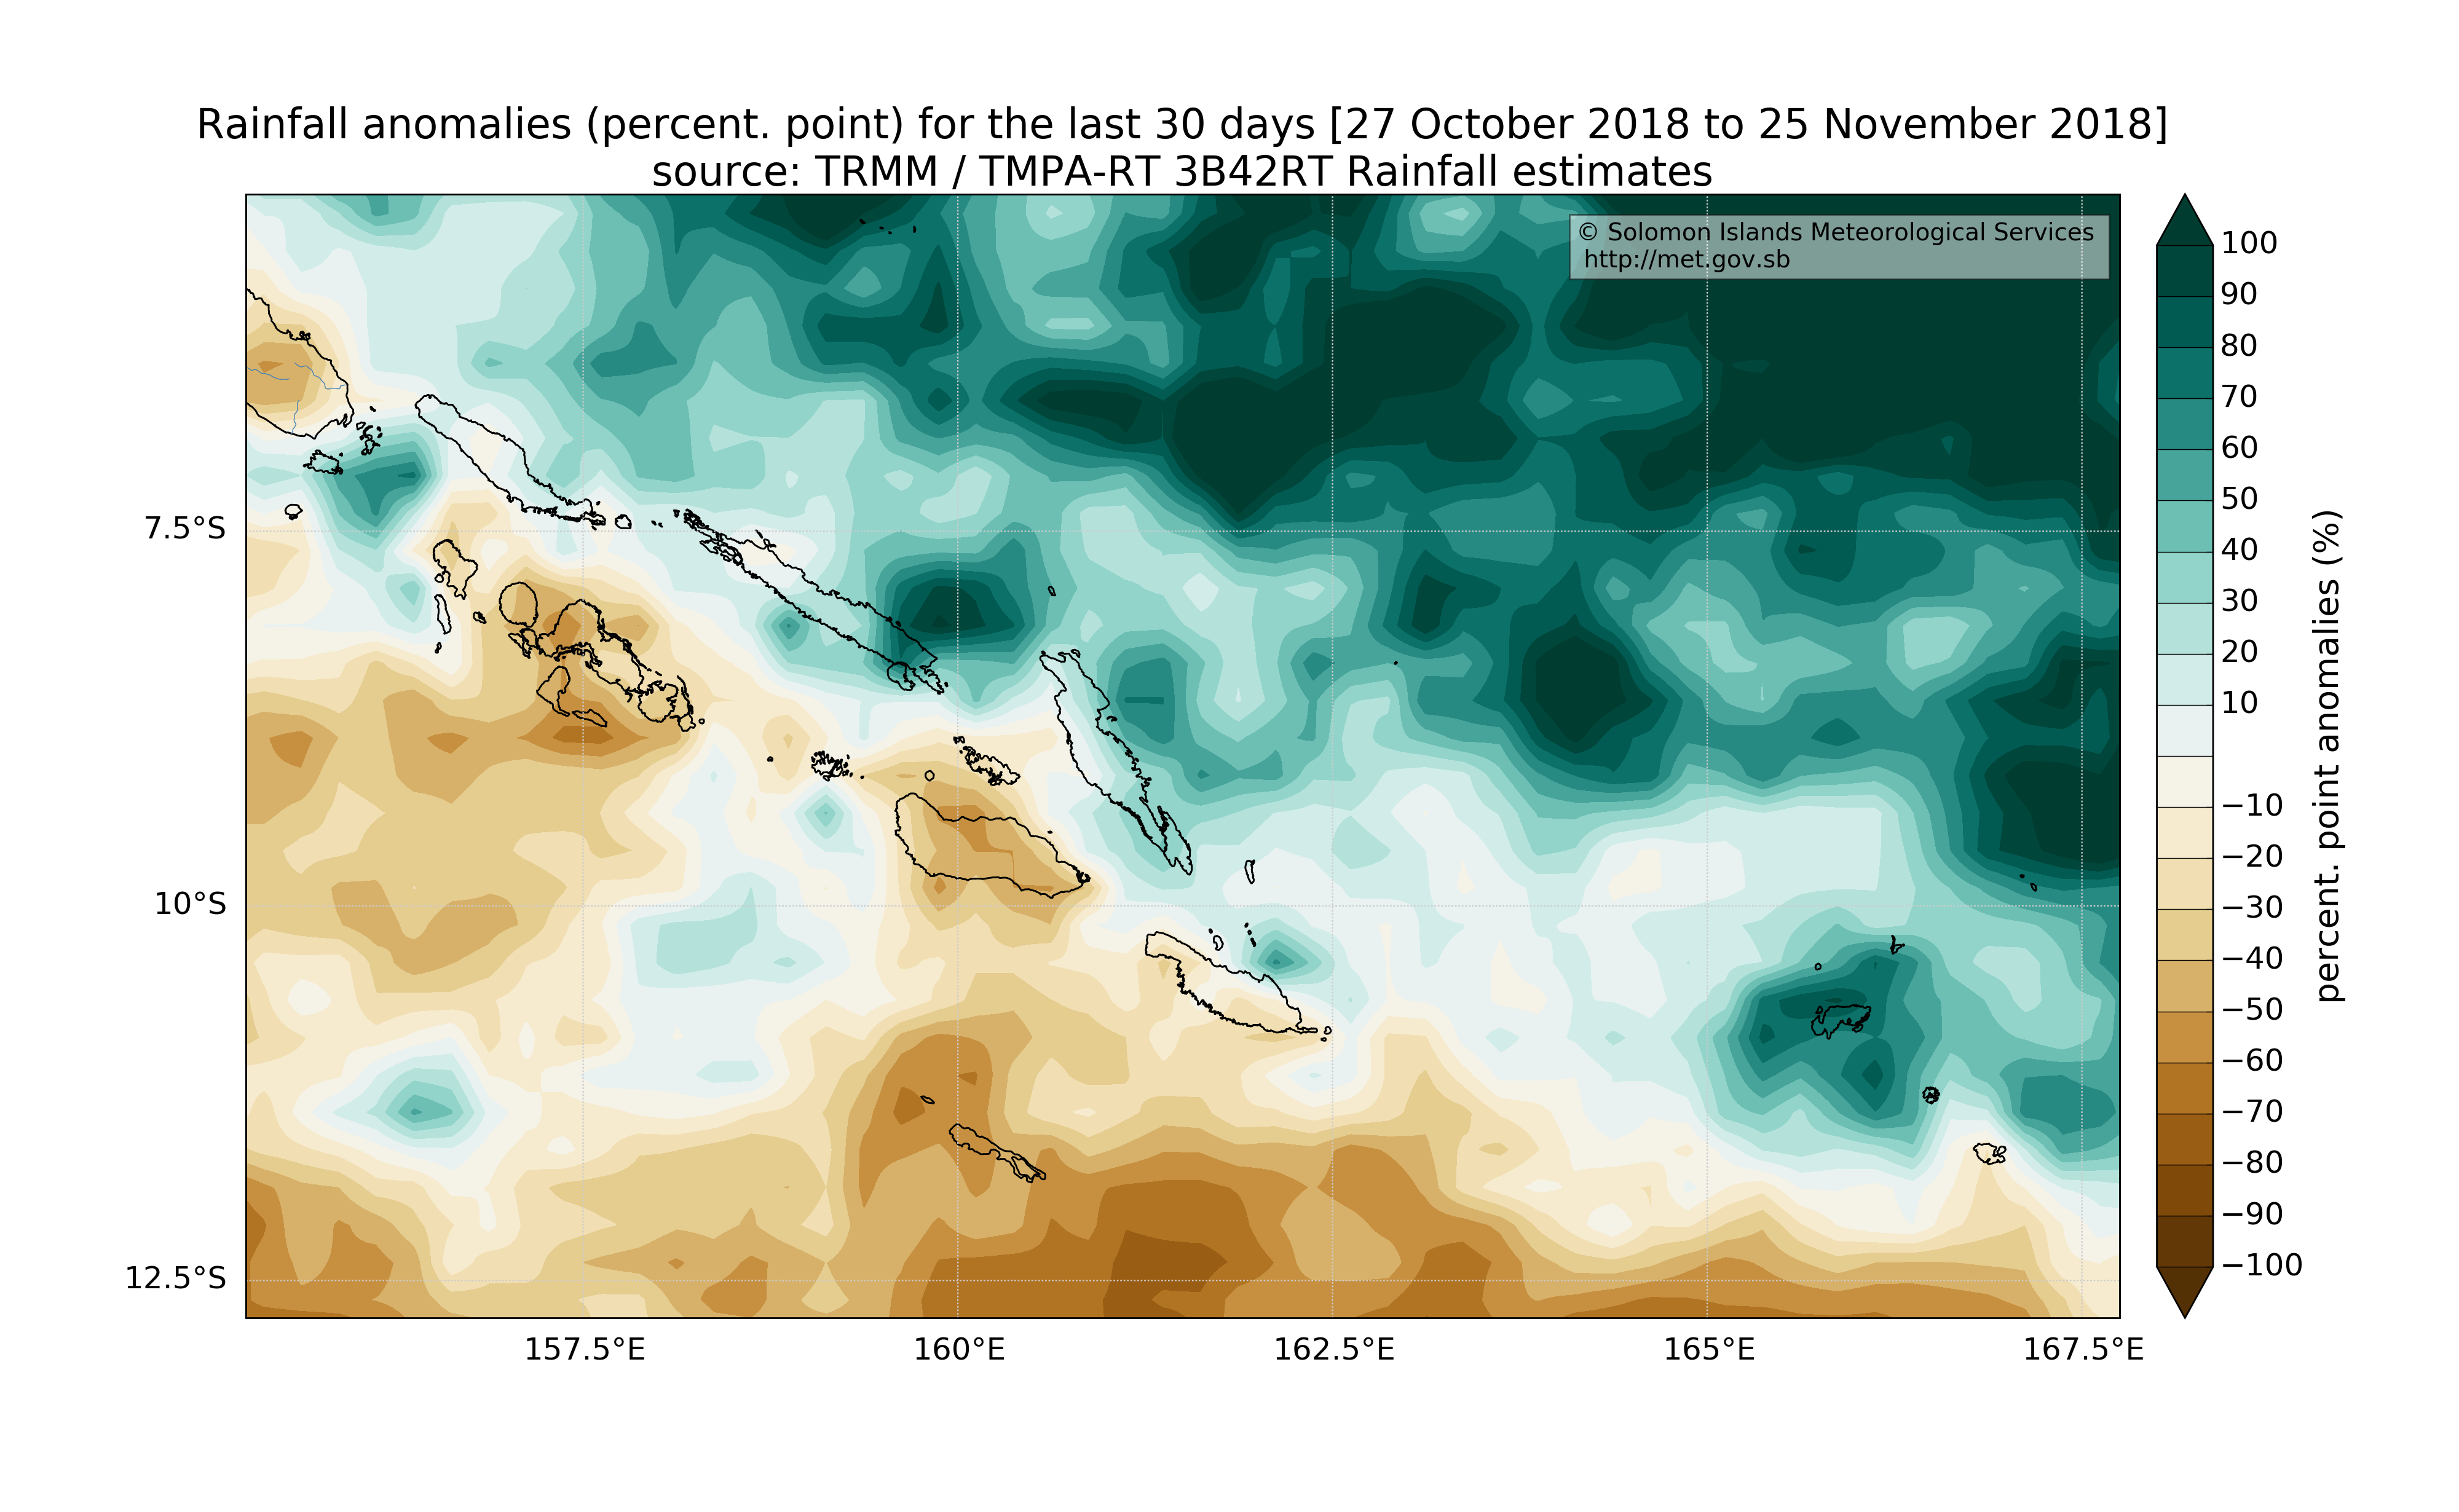 Rainfall anomalies (percent. point) for the last 30 days [27 October 2018 to 25 November 2018]
source: TRMM / TMPA-RT 3B42RT Rainfall estimates
© Solomon Islands Meteorological Services
http://met.gov.sb
7.5°S
10°S
12.5°S
157.5°E
160°E
162.5°E
165°E
167.5°E
100
90
80
70
60
50
40
30
20
10
−10
−20
−30
−40
−50
−60
−70
−80
−90
−100
percent. point anomalies (%)